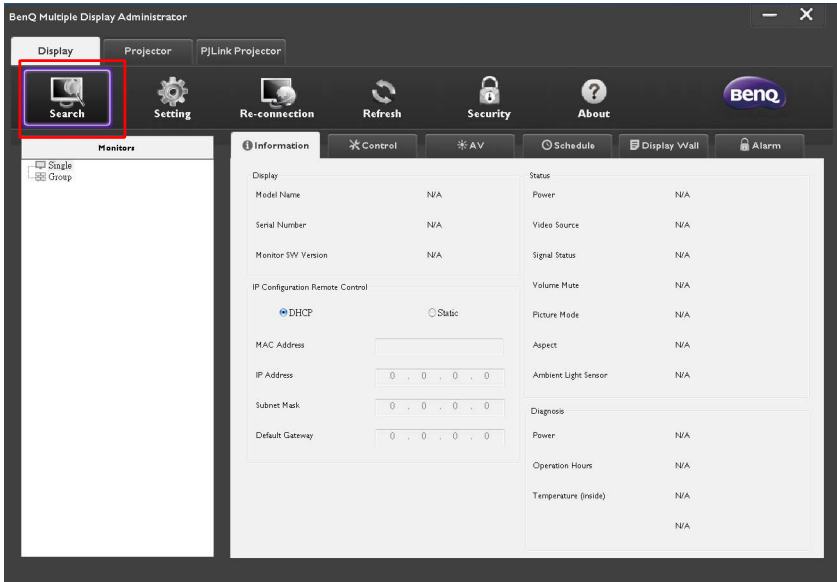 BenQ Multiple Display Administrator
Display Projector PJLink Projector
Search Setting Re-connection Refresh Security About BenQ
Monitors
Single
Group
Information Control AV Schedule Display Wall Alarm
Display
Model Name N/A
Serial Number N/A
Monitor SW Version N/A
IP Configuration Remote Control
DHCP Static
MAC Address
IP Address 0 . 0 . 0 . 0
Subnet Mask 0 . 0 . 0 . 0
Default Gateway 0 . 0 . 0 . 0
Status
Power N/A
Video Source N/A
Signal Status N/A
Volume Mute N/A
Picture Mode N/A
Aspect N/A
Ambient Light Sensor N/A
Diagnosis
Power N/A
Operation Hours N/A
Temperature (inside) N/A
N/A